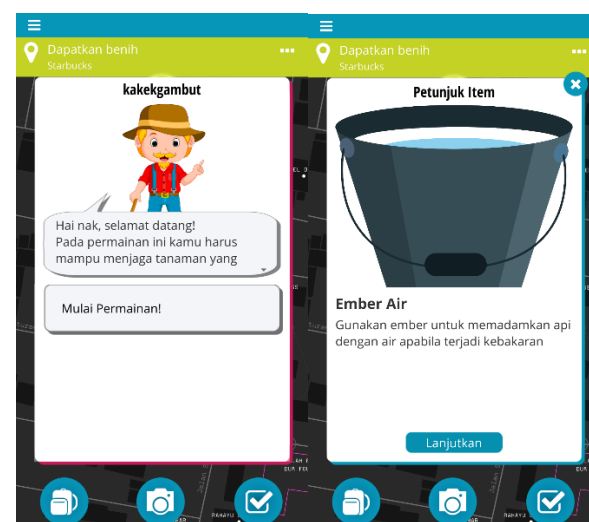 Dapatkan benih
Starbucks
kakekgambut
Hai nak, selamat datang!
Pada permainan ini kamu harus
mampu menjaga tanaman yang
Mulai Permainan!
Dapatkan benih
Starbucks
Petunjuk Item
Ember Air
Gunakan ember untuk memadamkan api
dengan air apabila terjadi kebakaran
Lanjutkan